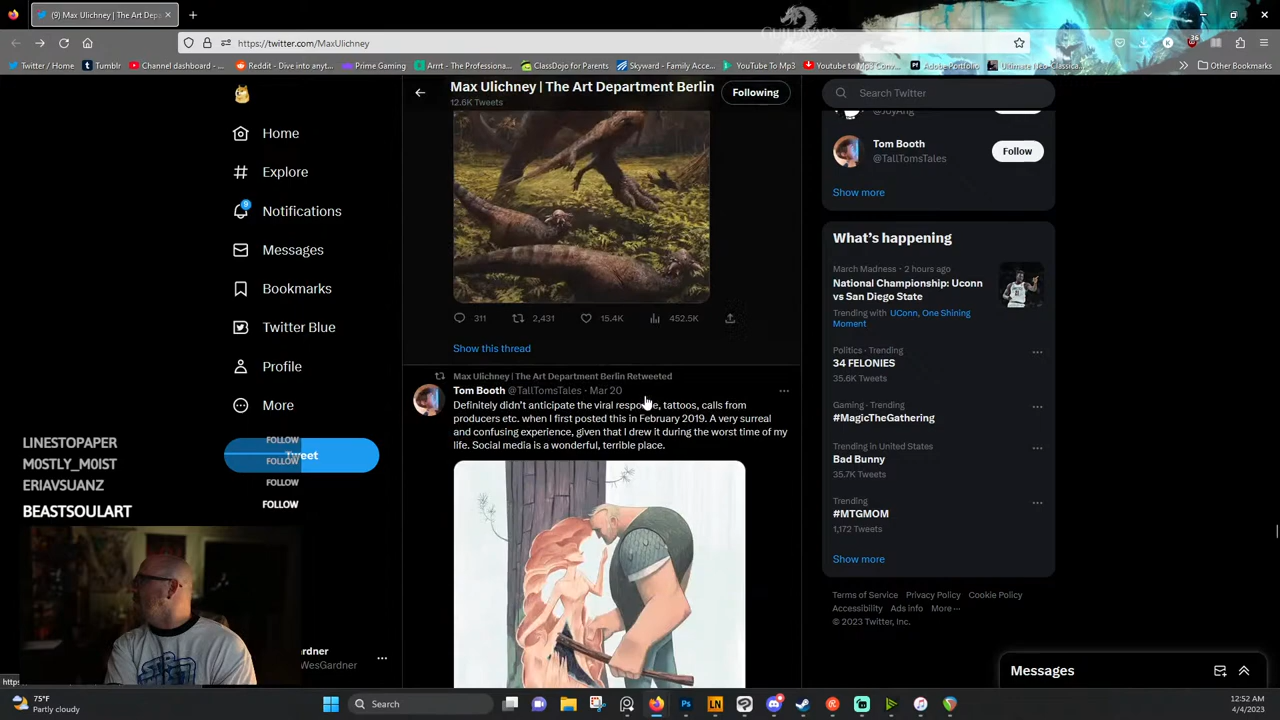 (9) Max Ulichney | The Art Depa
https://twitter.com/MaxUlichney
36
Twitter / Home
Tumblr
Channel dashboard -...
Reddit - Dive into anyt...
Prime Gaming
Arrrt - The Professiona...
ClassDojo for Parents
Skyward - Family Acce...
YouTube To Mp3
Youtube to Mp3 Conv...
Adobe Portfolio
Ultimate Neo-Classica...
Other Bookmarks
Max Ulichney | The Art Department Berlin
12.6K Tweets
Following
Search Twitter
Home
Explore
9
Notifications
Messages
Bookmarks
Twitter Blue
Profile
More
Tweet
311
2,431
15.4K
452.5K
Show this thread
Max Ulichney | The Art Department Berlin Retweeted
Tom Booth @TallTomsTales · Mar 20
Definitely didn't anticipate the viral response, tattoos, calls from
producers etc. when I first posted this in February 2019. A very surreal
and confusing experience, given that I drew it during the worst time of my
life. Social media is a wonderful, terrible place.
Tom Booth
@TallTomsTales
Follow
Show more
What's happening
March Madness · 2 hours ago
National Championship: Uconn
vs San Diego State
Trending with UConn, One Shining
Moment
Politics · Trending
34 FELONIES
35.6K Tweets
Gaming · Trending
#MagicTheGathering
Trending in United States
Bad Bunny
35.7K Tweets
Trending
#MTGMOM
1,172 Tweets
Show more
Terms of Service Privacy Policy Cookie Policy
Accessibility Ads info More ···
© 2023 Twitter, Inc.
Messages
LINESTOPAPER FOLLOW
M0STLY_M0IST FOLLOW
ERIAVSUANZ FOLLOW
BEASTSOULART FOLLOW
rdner
WesGardner
https
75°F
Partly cloudy
Search
12:52 AM
4/4/2023